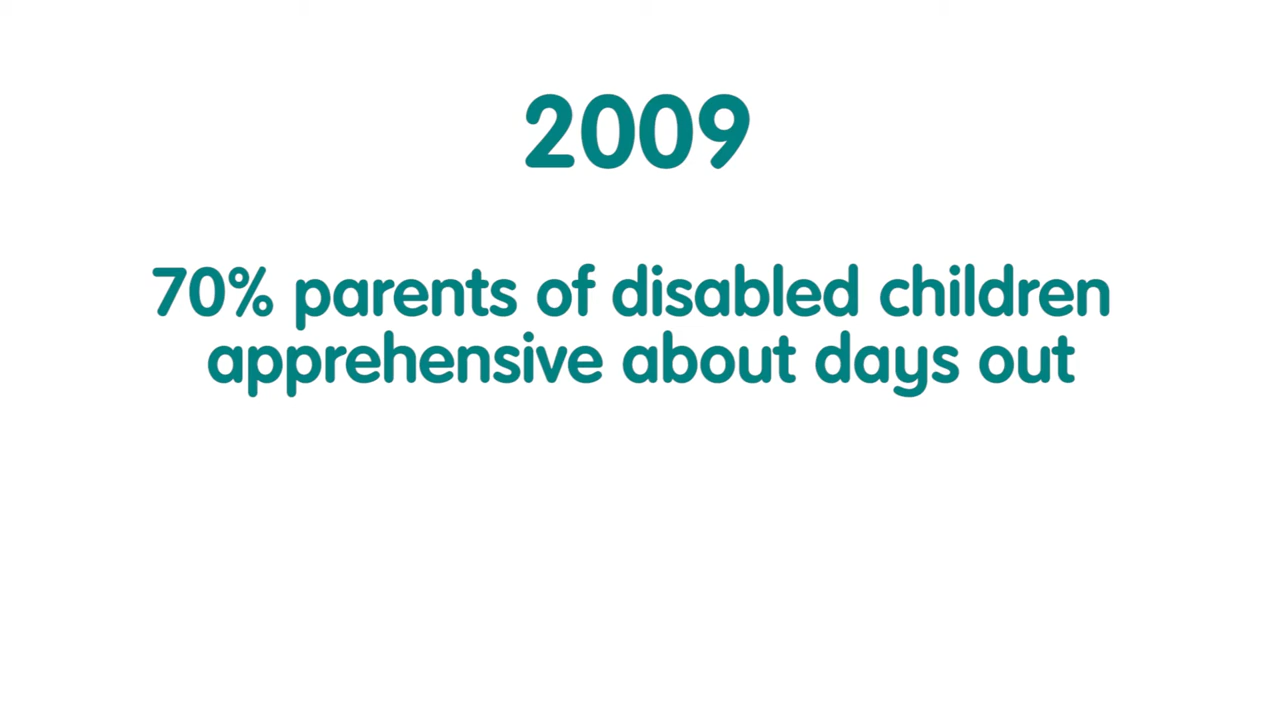 2009
70% parents of disabled children
apprehensive about days out